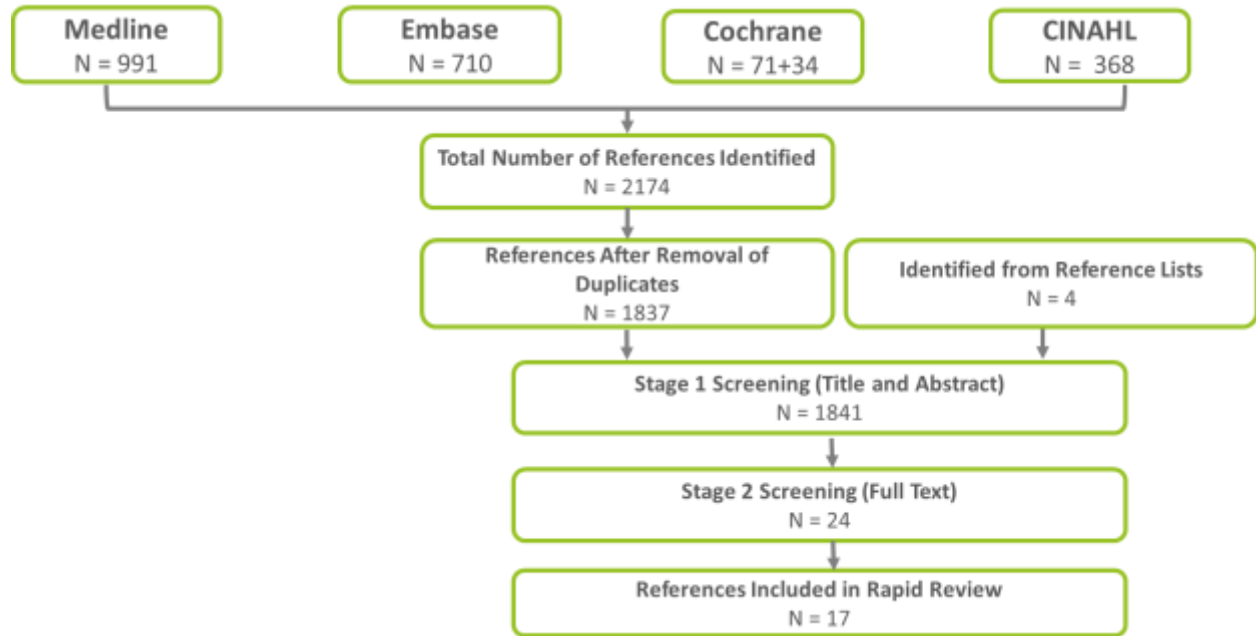 Medline
N = 991
Embase
N = 710
Cochrane
N = 71+34
CINAHL
N = 368
Total Number of References Identified
N = 2174
References After Removal of
Duplicates
N = 1837
Identified from Reference Lists
N = 4
Stage 1 Screening (Title and Abstract)
N = 1841
Stage 2 Screening (Full Text)
N = 24
References Included in Rapid Review
N = 17